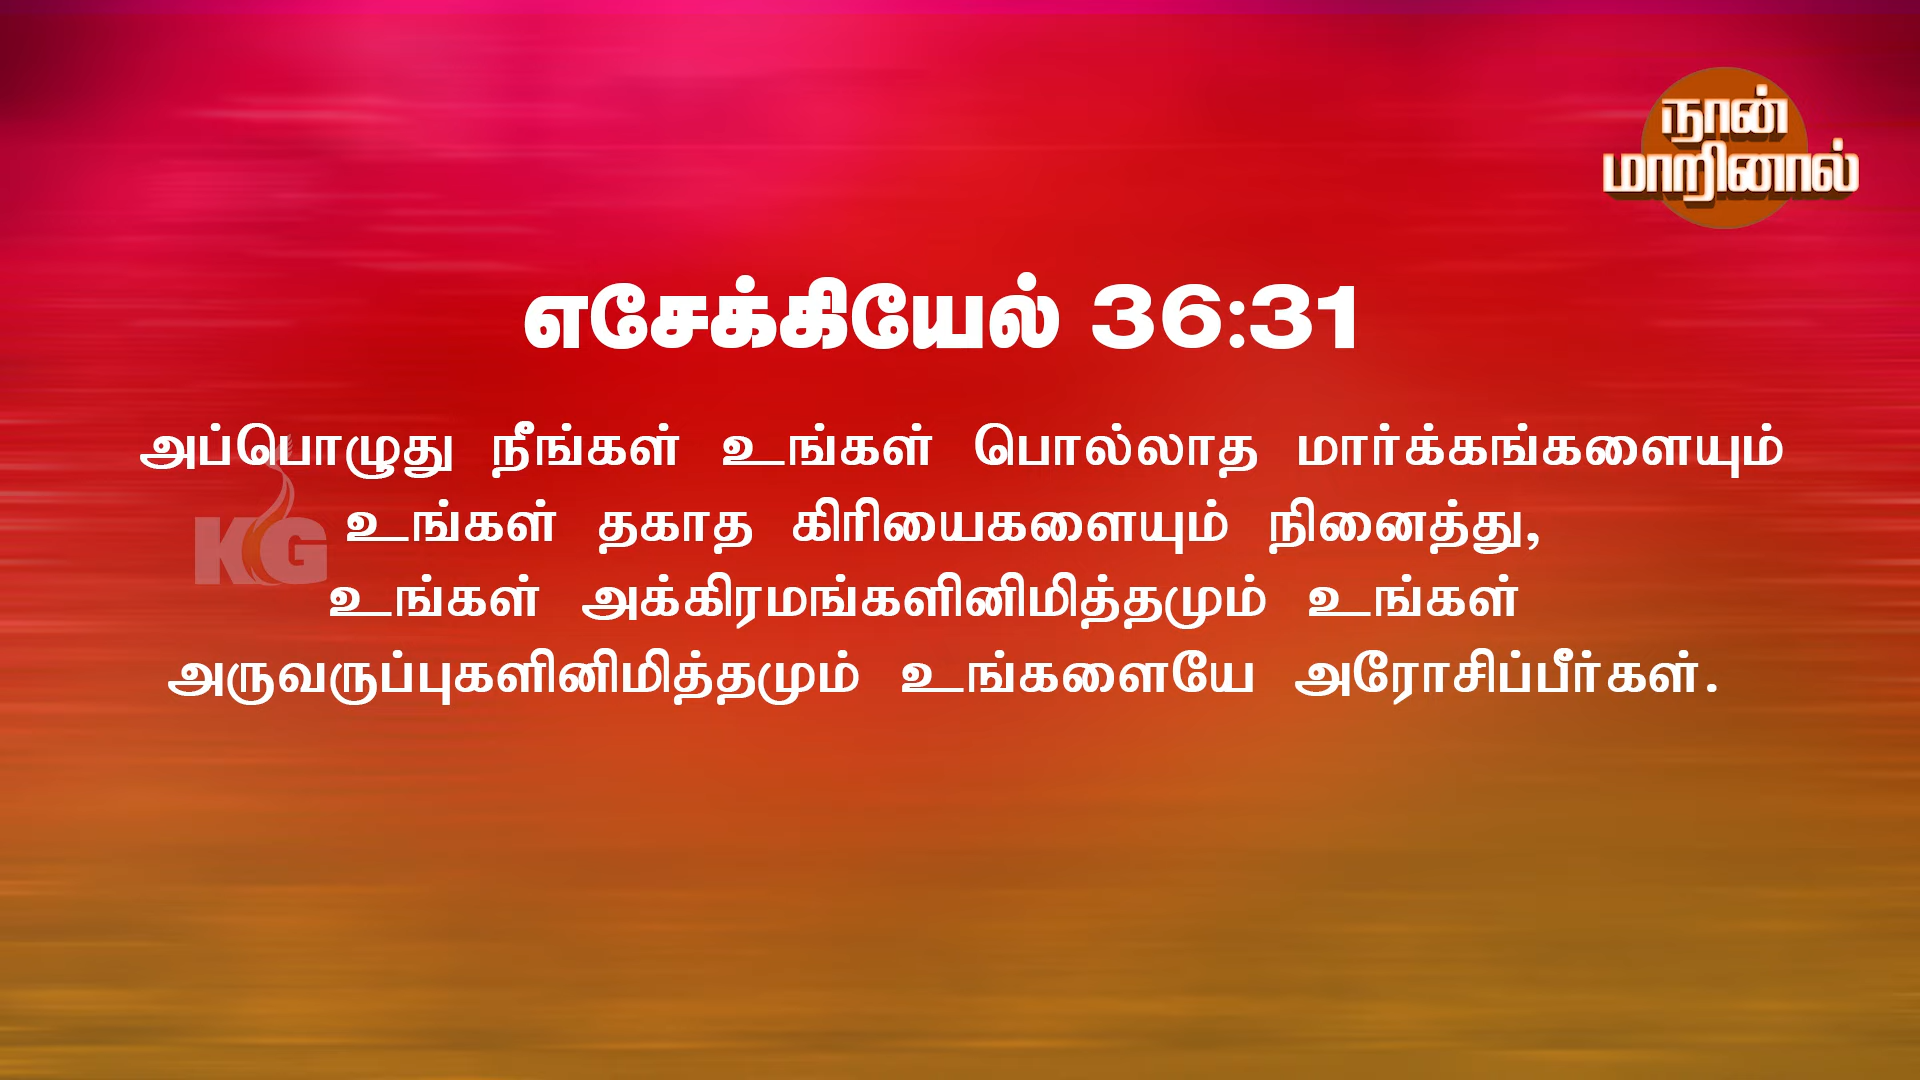 நான்
மாறினால்
எசேக்கியேல் 36:31
அப்பொழுது நீங்கள் உங்கள் பொல்லாத மார்க்கங்களையும்
உங்கள் தகாத கிரியைகளையும் நினைத்து,
உங்கள் அக்கிரமங்களினிமித்தமும் உங்கள்
அருவருப்புகளினிமித்தமும் உங்களையே அரோசிப்பீர்கள்.
KG